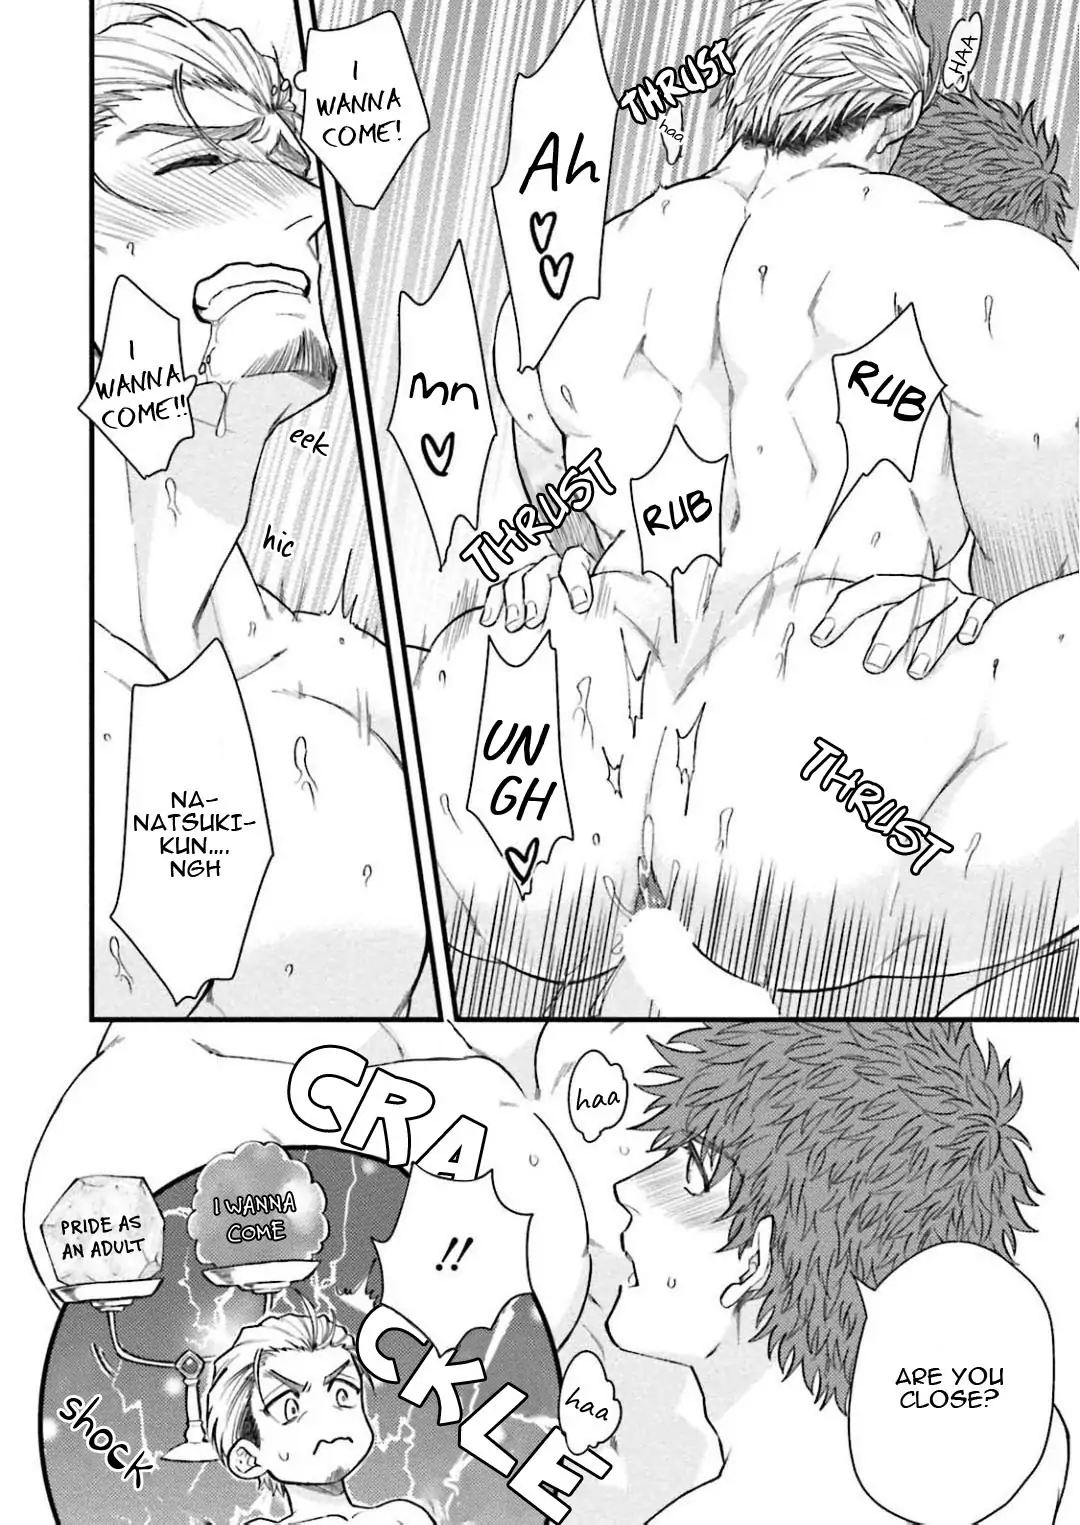 HAA
THRUST
haa
Ah
RUB
mn
RUB
THRUST
UN
GH
THRUST
I
WANNA
COME!
I
WANNA
COME!!
eek
hic
NA-
NATSUKI-
KUN....
NGH
haa
ARE YOU
CLOSE?
haa
CRA
CKLE
!!
I WANNA
COME
PRIDE AS
AN ADULT
shock